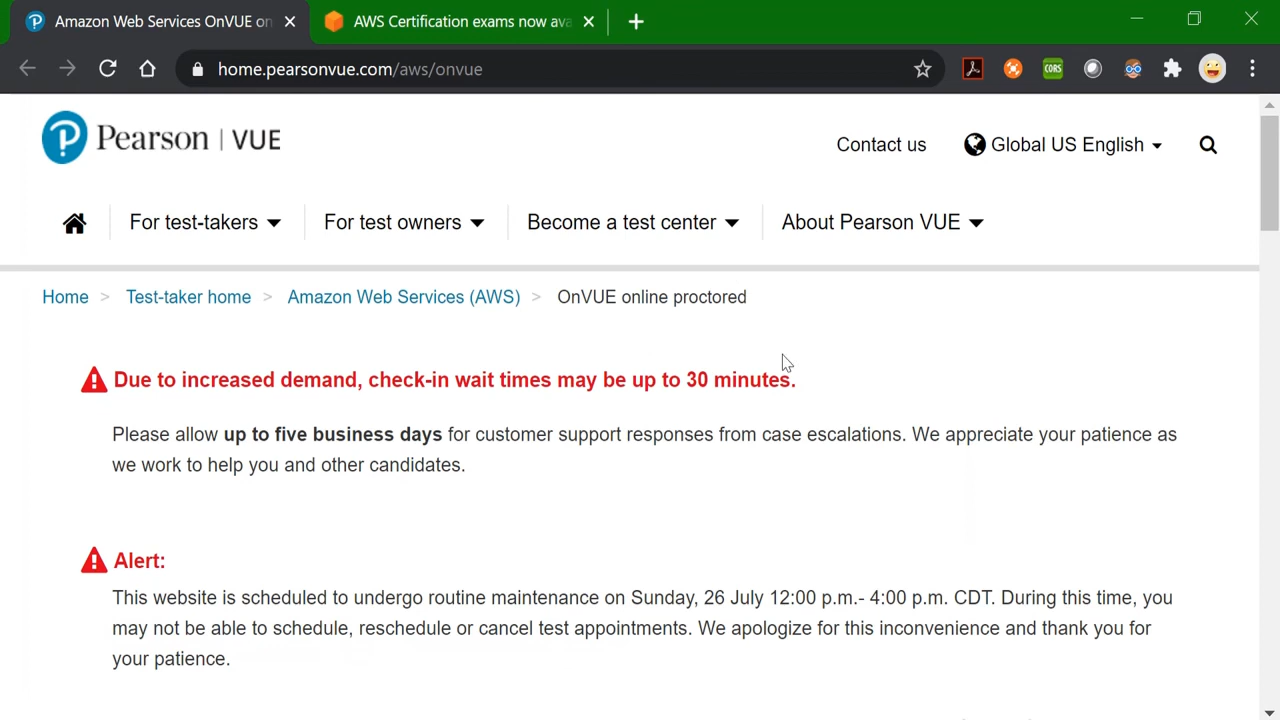 Amazon Web Services OnVUE on
AWS Certification exams now ava
home.pearsonvue.com/aws/onvue
CORS
Pearson | VUE
Contact us
Global US English
For test-takers
For test owners
Become a test center
About Pearson VUE
Home > Test-taker home > Amazon Web Services (AWS) > OnVUE online proctored
Due to increased demand, check-in wait times may be up to 30 minutes.
Please allow up to five business days for customer support responses from case escalations. We appreciate your patience as
we work to help you and other candidates.
Alert:
This website is scheduled to undergo routine maintenance on Sunday, 26 July 12:00 p.m.- 4:00 p.m. CDT. During this time, you
may not be able to schedule, reschedule or cancel test appointments. We apologize for this inconvenience and thank you for
your patience.